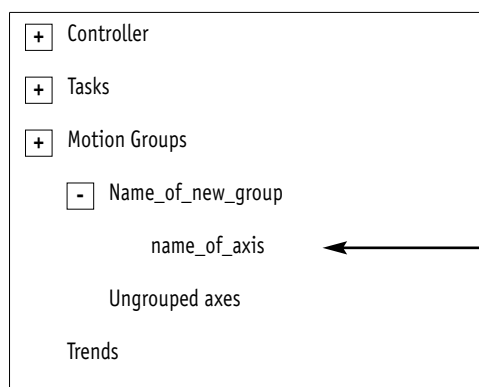 + Controller
+ Tasks
+ Motion Groups
- Name_of_new_group
name_of_axis
Ungrouped axes
Trends